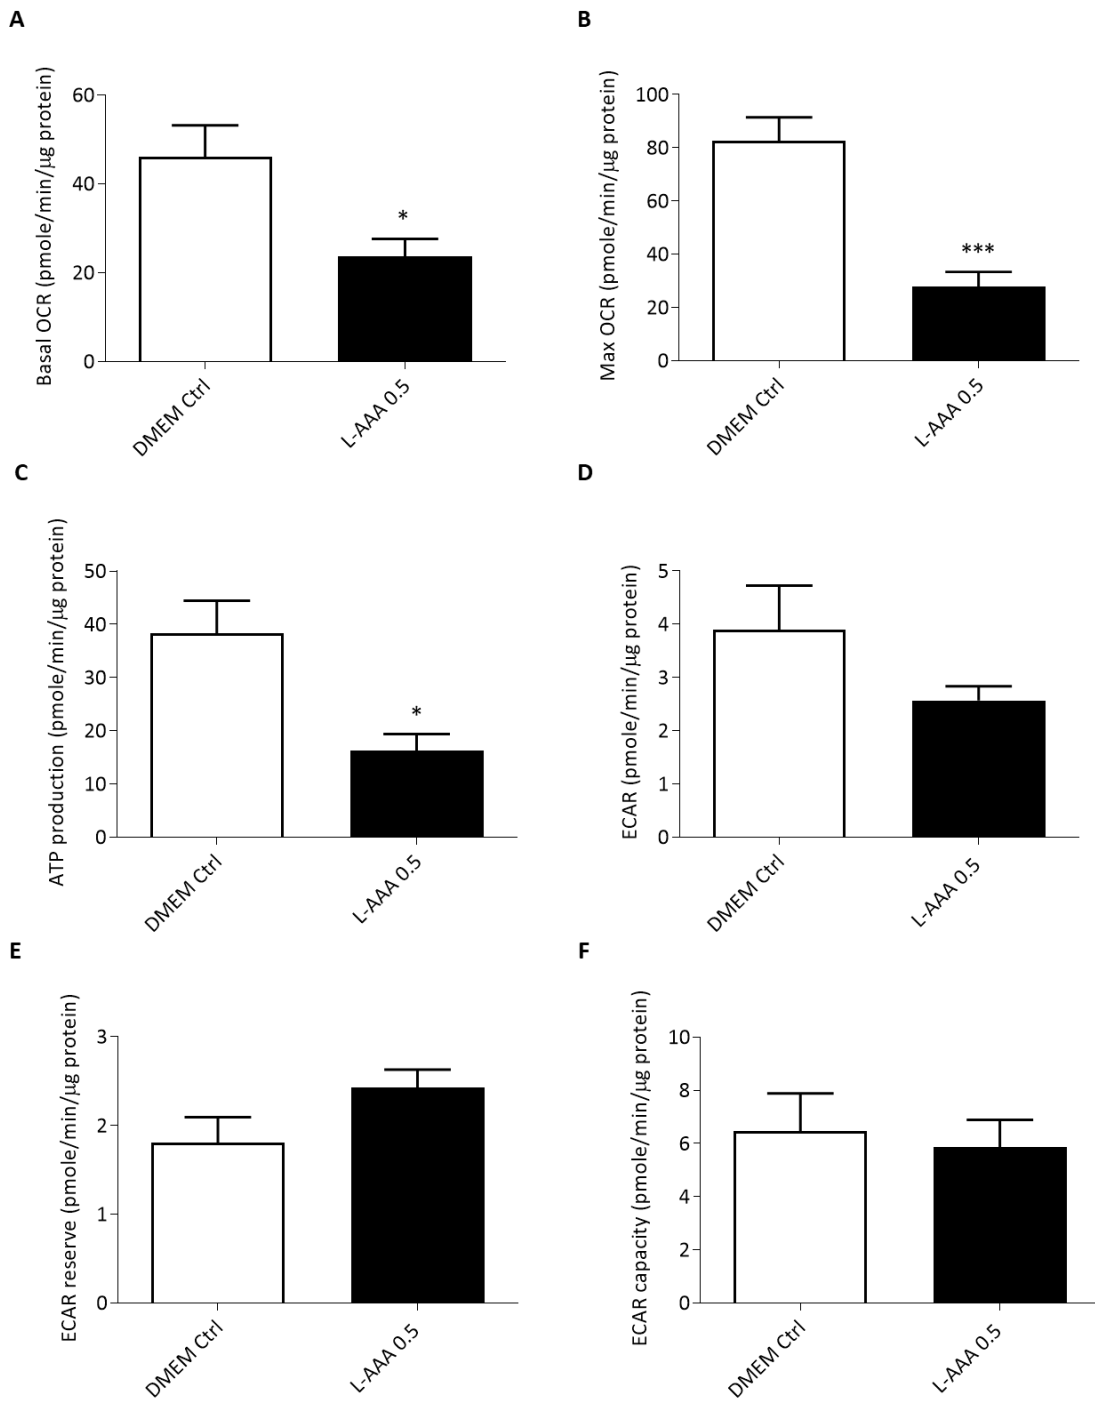 A
Basal OCR (pmole/min/µg protein)
60
40
20
0
*
DMEM Ctrl
L-AAA 0.5
B
Max OCR (pmole/min/µg protein)
100
80
60
40
20
0
***
DMEM Ctrl
L-AAA 0.5
C
ATP production (pmole/min/µg protein)
50
40
30
20
10
0
*
DMEM Ctrl
L-AAA 0.5
D
ECAR (pmole/min/µg protein)
5
4
3
2
1
0
DMEM Ctrl
L-AAA 0.5
E
ECAR reserve (pmole/min/µg protein)
3
2
1
0
DMEM Ctrl
L-AAA 0.5
F
ECAR capacity (pmole/min/µg protein)
10
8
6
4
2
0
DMEM Ctrl
L-AAA 0.5